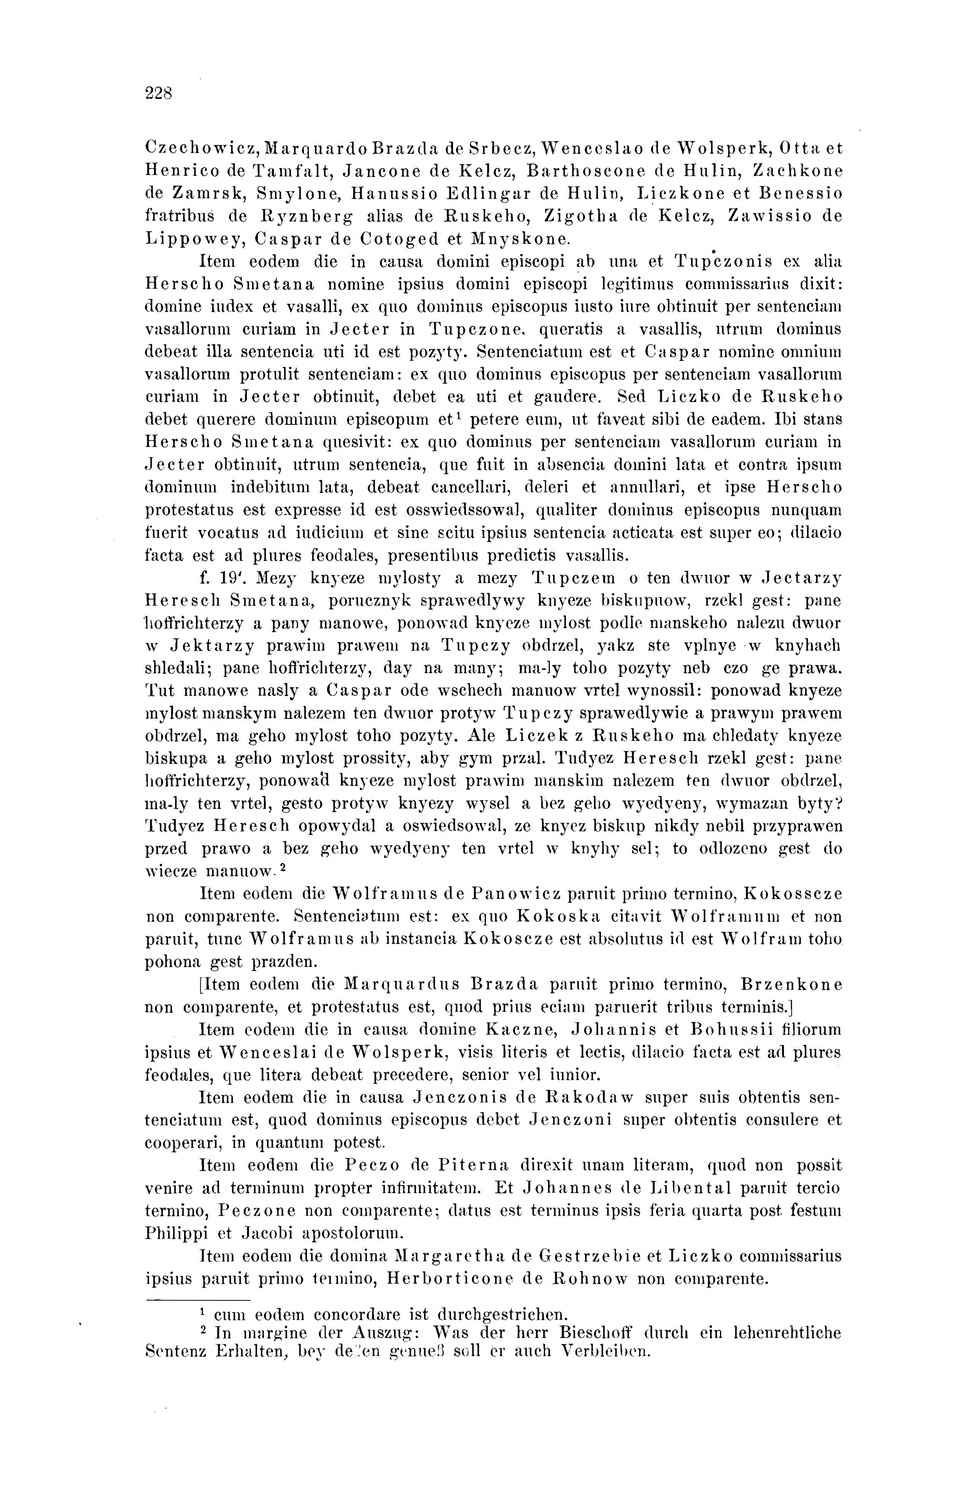 228
Czechowicz, Marquardo Brazda de Srbecz, Wenceslao de Wolsperk, Otta et
Henrico de Tamfalt, Jancone de Kelcz, Barthoscone de Hulin, Zachkone
de Zamrsk, Smylone, Hanussio Edlingar de Hulin, Liczkone et Benessio
fratribus de Ryznberg alias de Ruskeho, Zigotha de Kelcz, Zawissio de
Lippowey, Caspar de Cotoged et Mnyskone.
Item eodem die in causa domini episcopi ab una et Tupczonis ex alia
Herscho Smetana nomine ipsius domini episcopi legitimus commissarius dixit:
domine iudex et vasalli, ex quo dominus episcopus iusto iure obtinuit per sentenciam
vasallorum curiam in Jecter in Tupczone, queratis a vasallis, utrum dominus
debeat illa sentencia uti id est pozyty. Sentenciatum est et Caspar nomine omnium
vasallorum protulit sentenciam: ex quo dominus episcopus per sentenciam vasallorum
curiam in Jecter obtinuit, debet ea uti et gaudere. Sed Liczko de Ruskeho
debet querere dominum episcopum et¹ petere eum, ut faveat sibi de eadem. Ibi stans
Herscho Smetana quesivit: ex quo dominus per sentenciam vasallorum curiam in
Jecter obtinuit, utrum sentencia, que fuit in absencia domini lata et contra ipsum
dominum indebitum lata, debeat cancellari, deleri et annullari, et ipse Herscho
protestatus est expresse id est osswiedssowal, qualiter dominus episcopus nunquam
fuerit vocatus ad iudicium et sine scitu ipsius sentencia acticata est super eo; dilacio
facta est ad plures feodales, presentibus predictis vasallis.
f. 19'. Mezy knyeze mylosty a mezy Tupczem o ten dwuor w Jectarzy
Heresch Smetana, porucznyk sprawedlywy knyeze biskupuow, rzekl gest: pane
hoffrichterzy a pany manowe, ponowad knyeze mylost podle manskeho nalezu dwuor
w Jektarzy prawim prawem na Tupczy obdrzel, yakz ste vplnye w knyhach
shledali; pane hoffrichterzy, day na many; ma-ly toho pozyty neb czo ge prawa.
Tut manowe nasly a Caspar ode wschech manuow vrtel wynossil: ponowad knyeze
mylost manskym nalezem ten dwuor protyw Tupczy sprawedlywie a prawym prawem
obdrzel, ma geho mylost toho pozyty. Ale Liczek z Ruskeho ma chledaty knyeze
biskupa a geho mylost prossity, aby gym przal. Tudyez Heresch rzekl gest: pane
hoffrichterzy, ponowad knyeze mylost prawim manskim nalezem ten dwuor obdrzel,
ma-ly ten vrtel, gesto protyw knyezy wysel a bez geho wyedyeny, wymazan byty?
Tudyez Heresch opowydal a oswiedsowal, ze knyez biskup nikdy nebil przyprawen
przed prawo a bez geho wyedyeny ten vrtel w knyhy sel; to odlozeno gest do
wiecze manuow.²
Item eodem die Wolframus de Panowicz paruit primo termino, Kokosscze
non comparente. Sentenciatum est: ex quo Kokoska citavit Wolframum et non
paruit, tunc Wolframus ab instancia Kokoscze est absolutus id est Wolfram toho
pohona gest prazden.
[Item eodem die Marquardus Brazda paruit primo termino, Brzenkone
non comparente, et protestatus est, quod prius eciam paruerit tribus terminis.]
Item eodem die in causa domine Kaczne, Johannis et Bohussii filiorum
ipsius et Wenceslai de Wolsperk, visis literis et lectis, dilacio facta est ad plures
feodales, que litera debeat precedere, senior vel iunior.
Item eodem die in causa Jenczonis de Rakodaw super suis obtentis sen-
tenciatum est, quod dominus episcopus debet Jenczoni super obtentis consulere et
cooperari, in quantum potest.
Item eodem die Peczo de Piterna direxit unam literam, quod non possit
venire ad terminum propter infirmitatem. Et Johannes de Libental paruit tercio
termino, Peczone non comparente; datus est terminus ipsis feria quarta post festum
Philippi et Jacobi apostolorum.
Item eodem die domina Margaretha de Gestrzebie et Liczko commissarius
ipsius paruit primo termino, Herborticone de Rohnow non comparente.
¹ cum eodem concordare ist durchgestrichen.
² In margine der Auszug: Was der herr Bieschoff durch ein lehenrehtliche
Sentenz Erhalten, bey deßen genueß soll er auch Verbleiben.